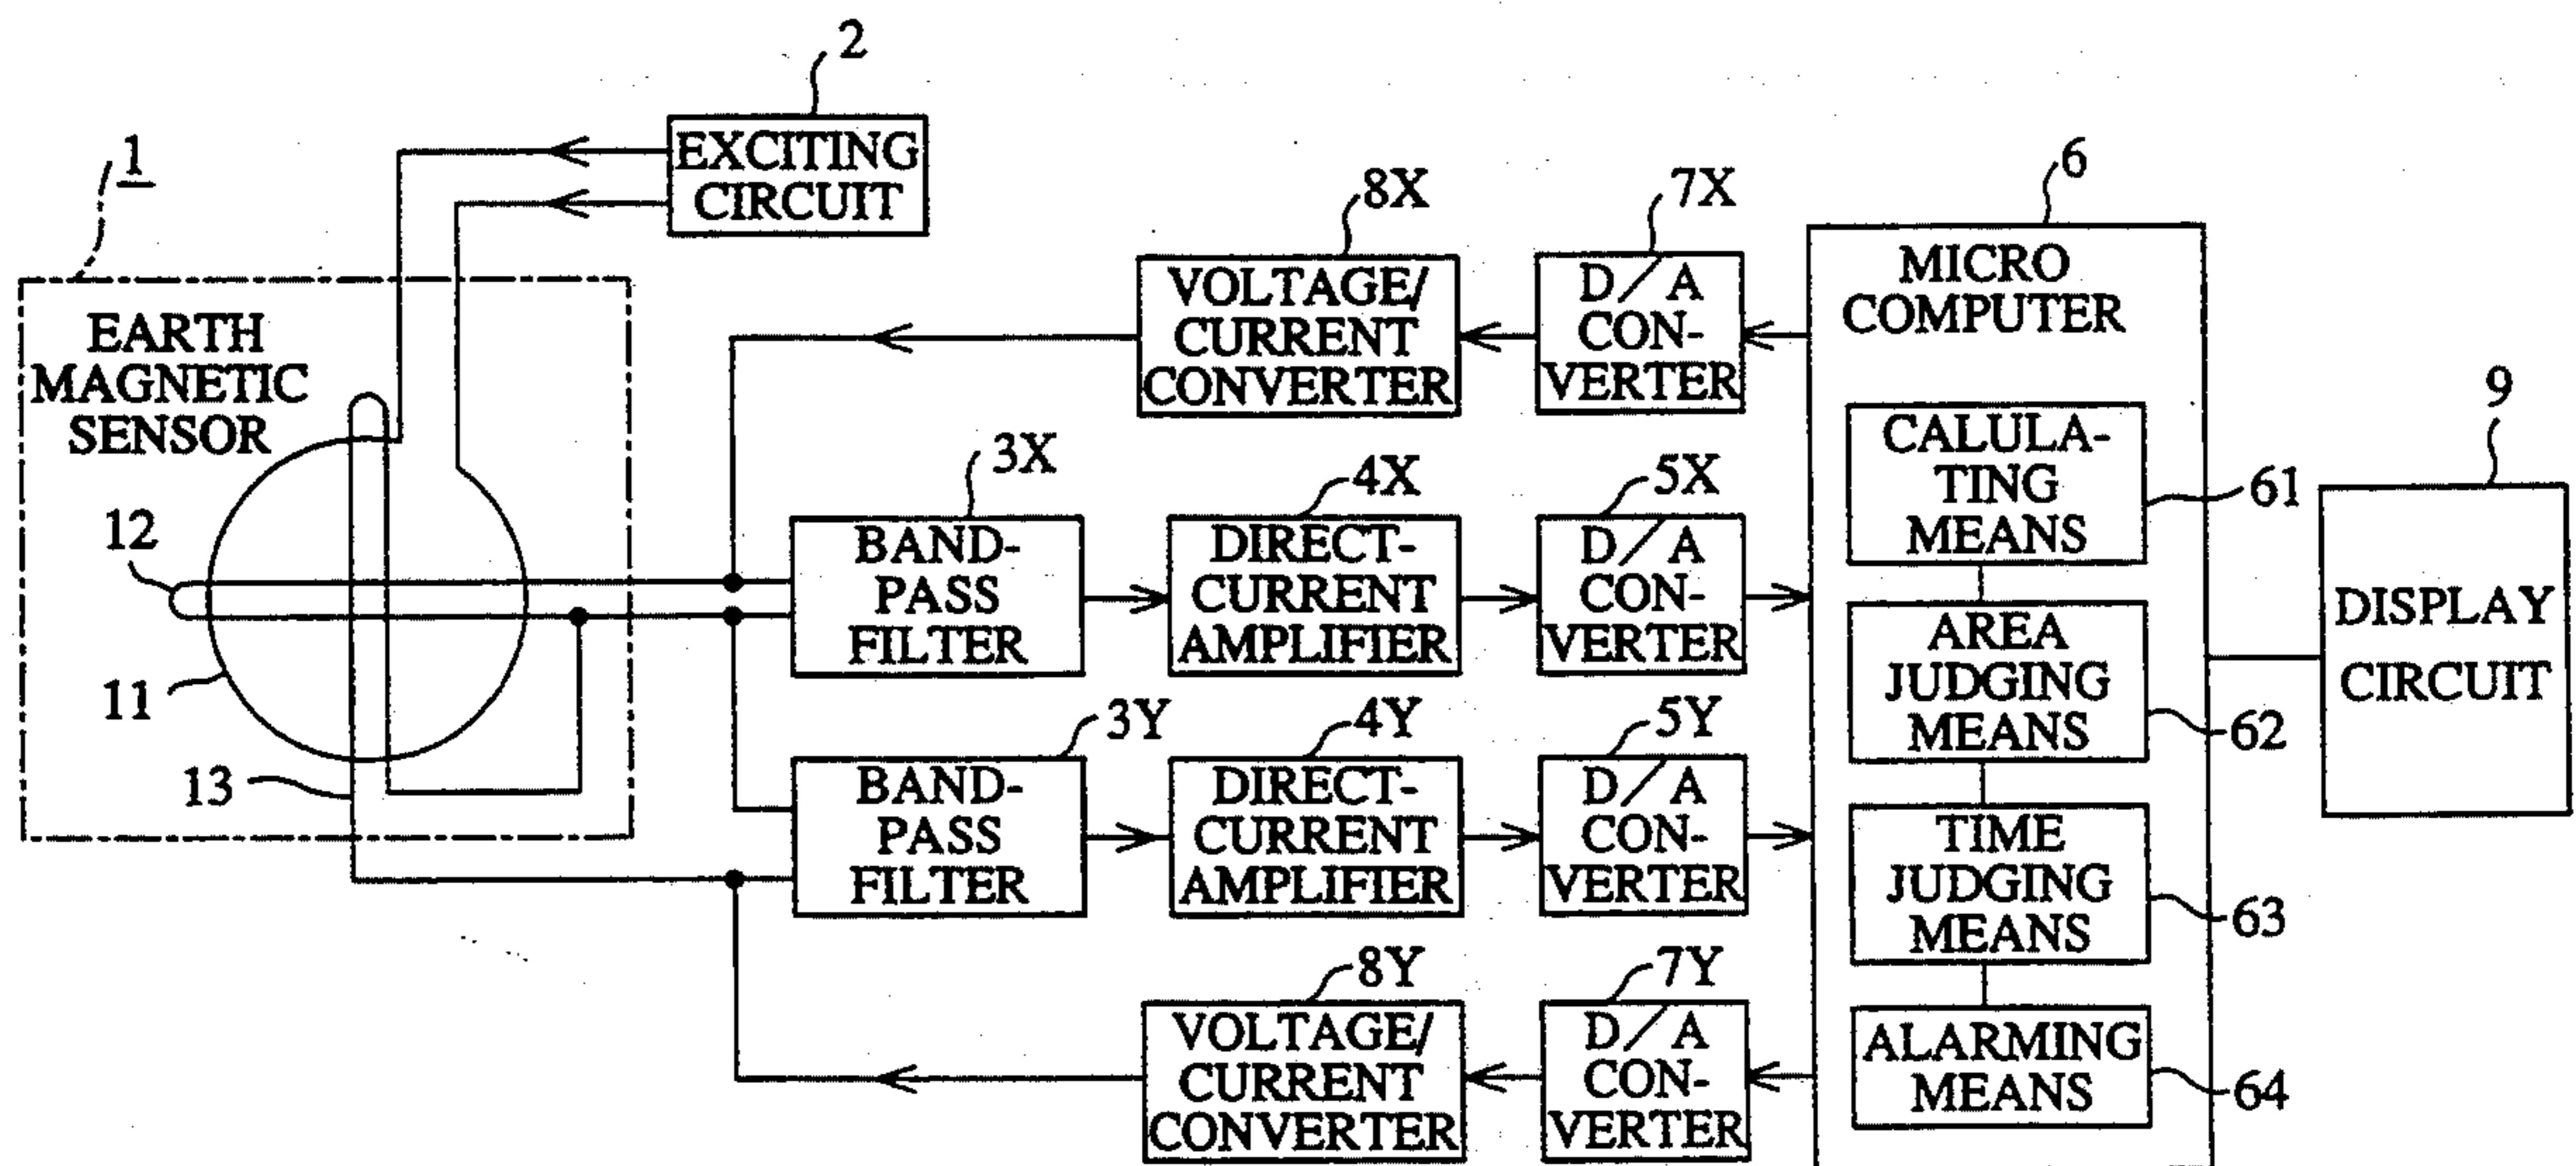 2
1
EXCITING
CIRCUIT
EARTH
MAGNETIC
SENSOR
12
11
13
8X
VOLTAGE/
CURRENT
CONVERTER
7X
D/A
CON-
VERTER
3X
BAND-
PASS
FILTER
4X
DIRECT-
CURRENT
AMPLIFIER
5X
D/A
CON-
VERTER
3Y
BAND-
PASS
FILTER
4Y
DIRECT-
CURRENT
AMPLIFIER
5Y
D/A
CON-
VERTER
8Y
VOLTAGE/
CURRENT
CONVERTER
7Y
D/A
CON-
VERTER
6
MICRO
COMPUTER
CALULA-
TING
MEANS
61
AREA
JUDGING
MEANS
62
TIME
JUDGING
MEANS
63
ALARMING
MEANS
64
9
DISPLAY
CIRCUIT